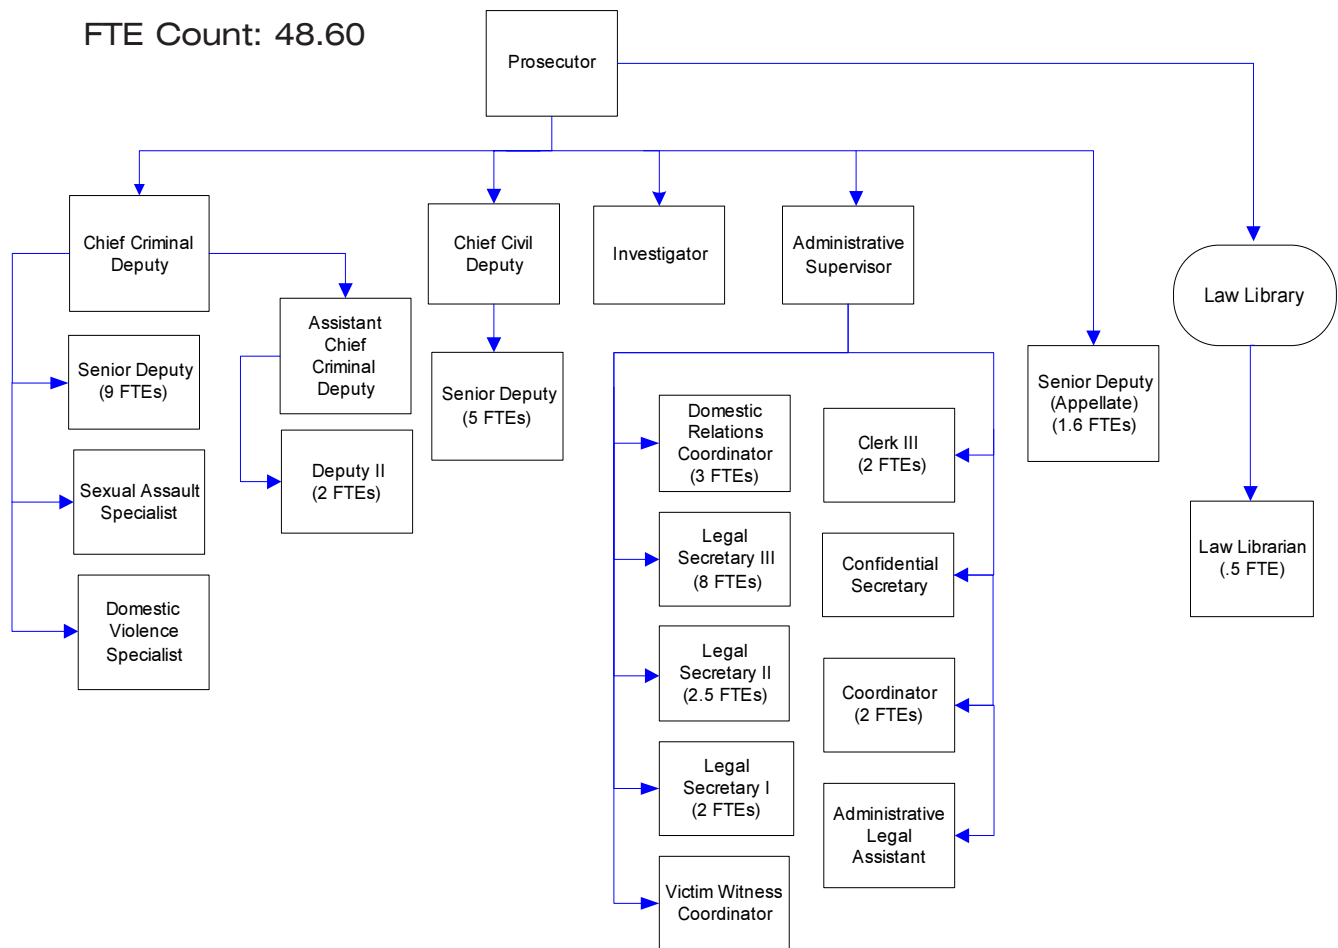 FTE Count: 48.60
Prosecutor
Chief Criminal
Deputy
Chief Civil
Deputy
Investigator
Administrative
Supervisor
Law Library
Assistant
Chief
Criminal
Deputy
Senior Deputy
(9 FTEs)
Senior Deputy
(5 FTEs)
Senior Deputy
(Appellate)
(1.6 FTEs)
Domestic
Relations
Coordinator
(3 FTEs)
Clerk III
(2 FTEs)
Deputy II
(2 FTEs)
Sexual Assault
Specialist
Legal
Secretary III
(8 FTEs)
Confidential
Secretary
Law Librarian
(.5 FTE)
Domestic
Violence
Specialist
Legal
Secretary II
(2.5 FTEs)
Coordinator
(2 FTEs)
Legal
Secretary I
(2 FTEs)
Administrative
Legal
Assistant
Victim Witness
Coordinator